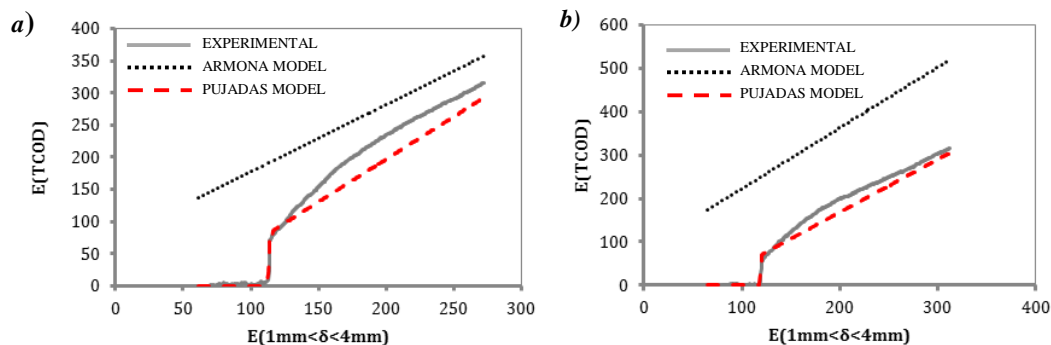 a)
400
350
300
250
200
150
100
50
0
E(TCOD)
EXPERIMENTAL
ARMONA MODEL
PUJADAS MODEL
0 50 100 150 200 250 300
E(1mm<δ<4mm)
b)
600
500
400
300
200
100
0
E(TCOD)
EXPERIMENTAL
ARMONA MODEL
PUJADAS MODEL
0 100 200 300 400
E(1mm<δ<4mm)